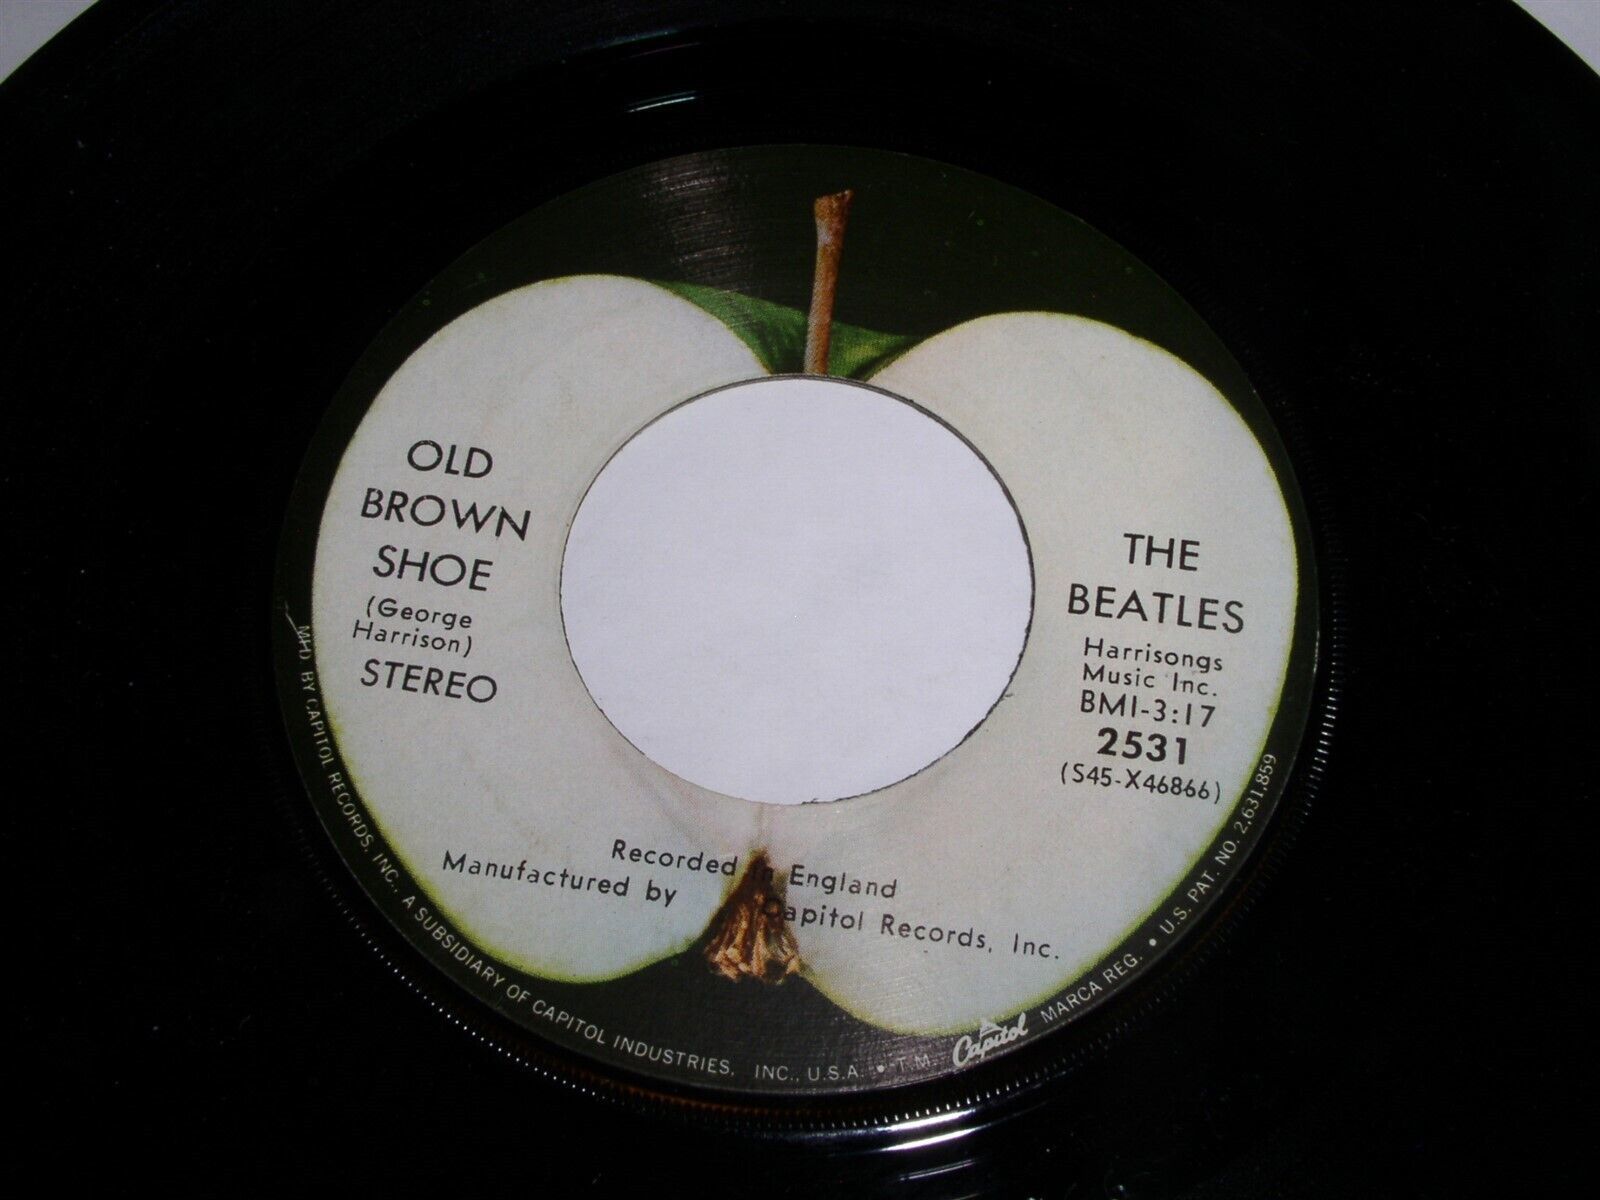 OLD
BROWN
SHOE
(George
Harrison)
STEREO
THE
BEATLES
Harrisongs
Music Inc.
BMI-3:17
2531
(S45-X46866)
Recorded in England
Manufactured by Capitol Records, Inc.
MFD. BY CAPITOL RECORDS, INC., A SUBSIDIARY OF CAPITOL INDUSTRIES, INC., U.S.A. • T.M. Capitol MARCA REG. • U.S. PAT. NO. 2,631,859